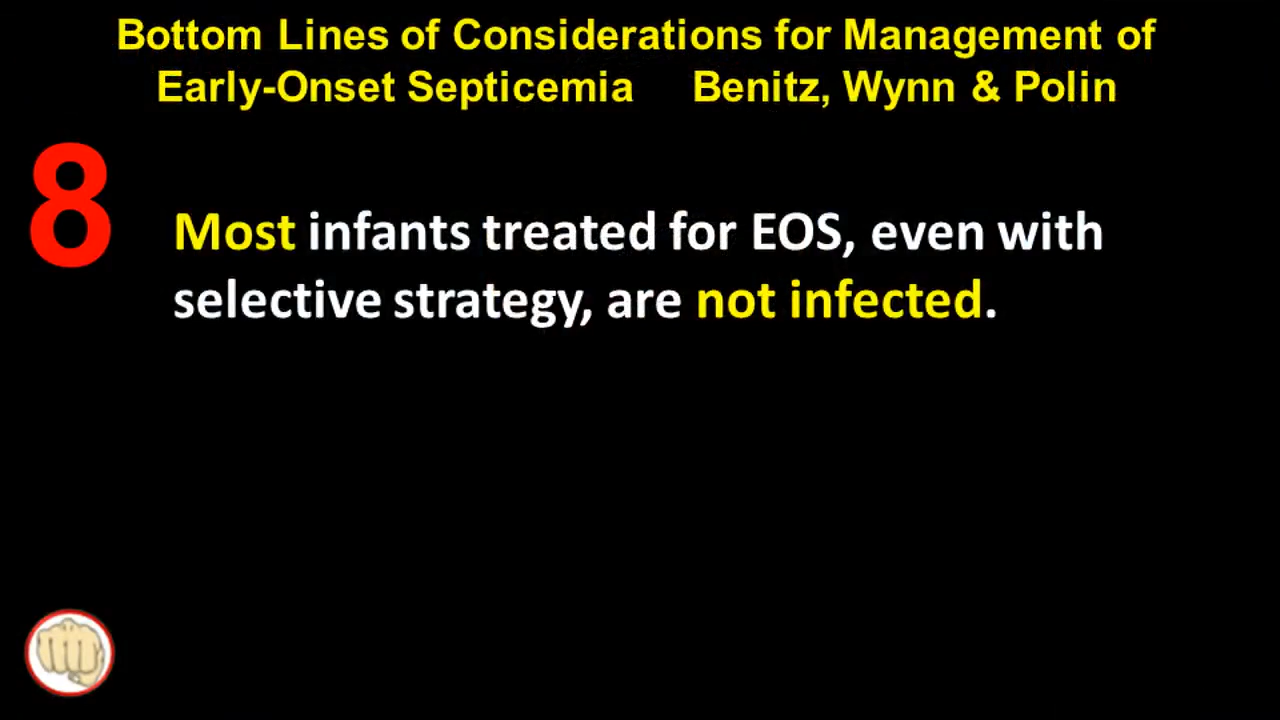 Bottom Lines of Considerations for Management of
Early-Onset Septicemia Benitz, Wynn & Polin
8
Most infants treated for EOS, even with
selective strategy, are not infected.